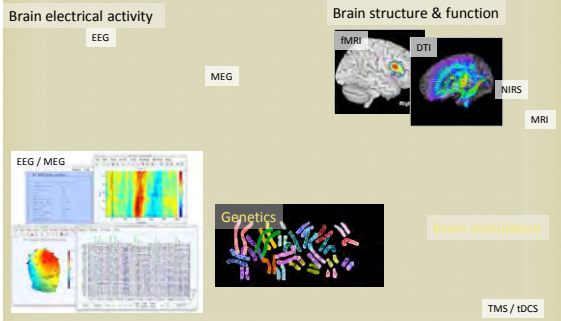 Brain electrical activity
Brain structure & function
EEG
fMRI
DTI
MEG
NIRS
MRI
EEG / MEG
Genetics
Brain stimulation
TMS / tDCS